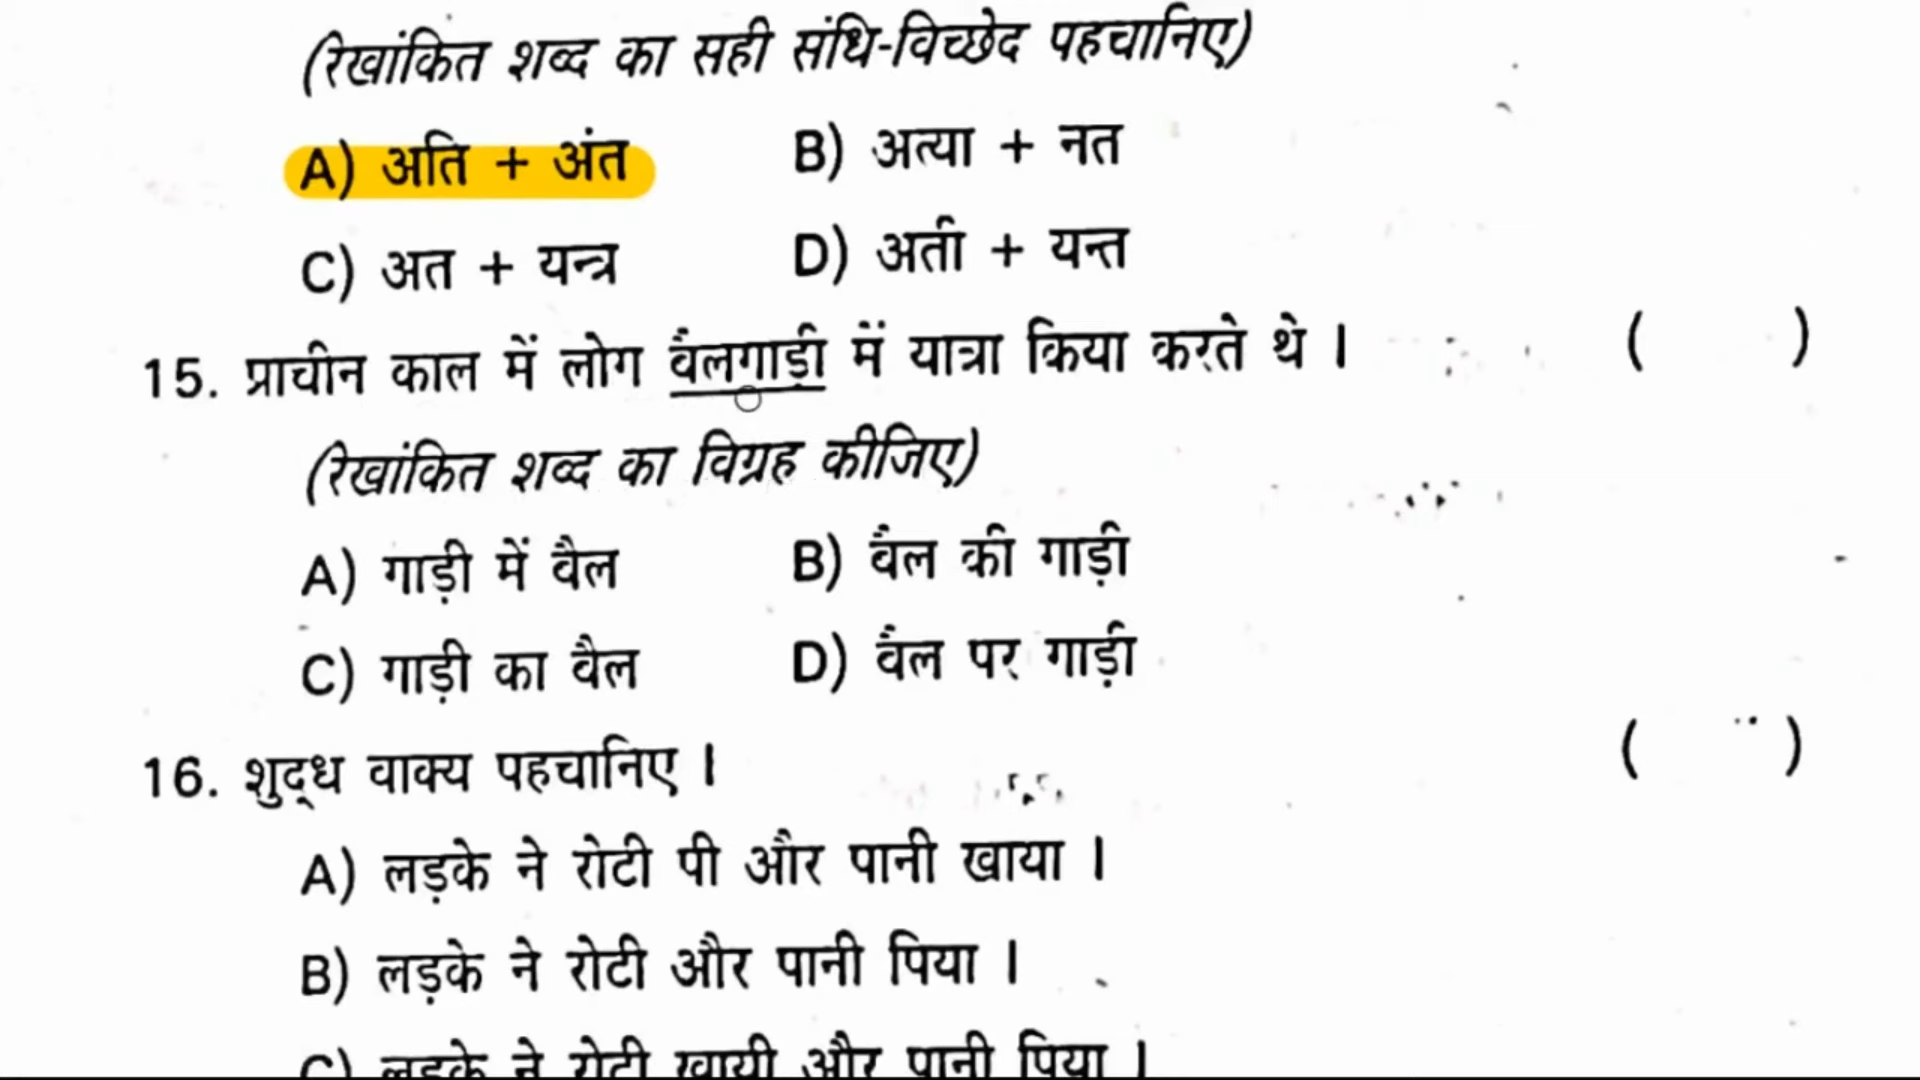 (रेखांकित शब्द का सही संधि-विच्छेद पहचानिए)
A) अति + अंत B) अत्या + नत
C) अत + यन्त्र D) अती + यन्त
15. प्राचीन काल में लोग बैलगाड़ी में यात्रा किया करते थे । ( )
(रेखांकित शब्द का विग्रह कीजिए)
A) गाड़ी में बैल B) बैल की गाड़ी
C) गाड़ी का बैल D) बैल पर गाड़ी
16. शुद्ध वाक्य पहचानिए । ( )
A) लड़के ने रोटी पी और पानी खाया ।
B) लड़के ने रोटी और पानी पिया ।
C) लड़के ने रोटी खायी और पानी पिया ।